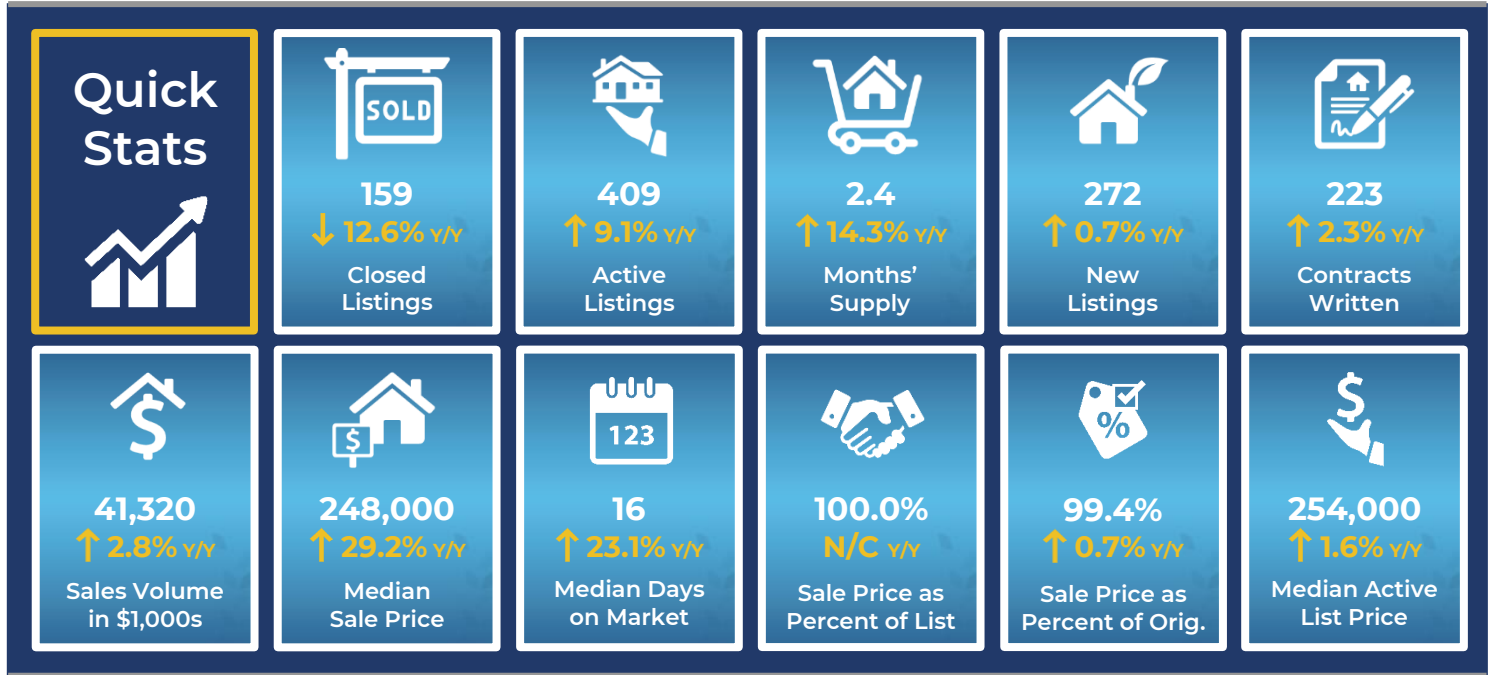 Quick
Stats
SOLD
159
↓ 12.6% Y/Y
Closed
Listings
409
↑ 9.1% Y/Y
Active
Listings
2.4
↑ 14.3% Y/Y
Months’
Supply
272
↑ 0.7% Y/Y
New
Listings
223
↑ 2.3% Y/Y
Contracts
Written
$
41,320
↑ 2.8% Y/Y
Sales Volume
in $1,000s
$
248,000
↑ 29.2% Y/Y
Median
Sale Price
123
16
↑ 23.1% Y/Y
Median Days
on Market
100.0%
N/C Y/Y
Sale Price as
Percent of List
%
99.4%
↑ 0.7% Y/Y
Sale Price as
Percent of Orig.
$
254,000
↑ 1.6% Y/Y
Median Active
List Price